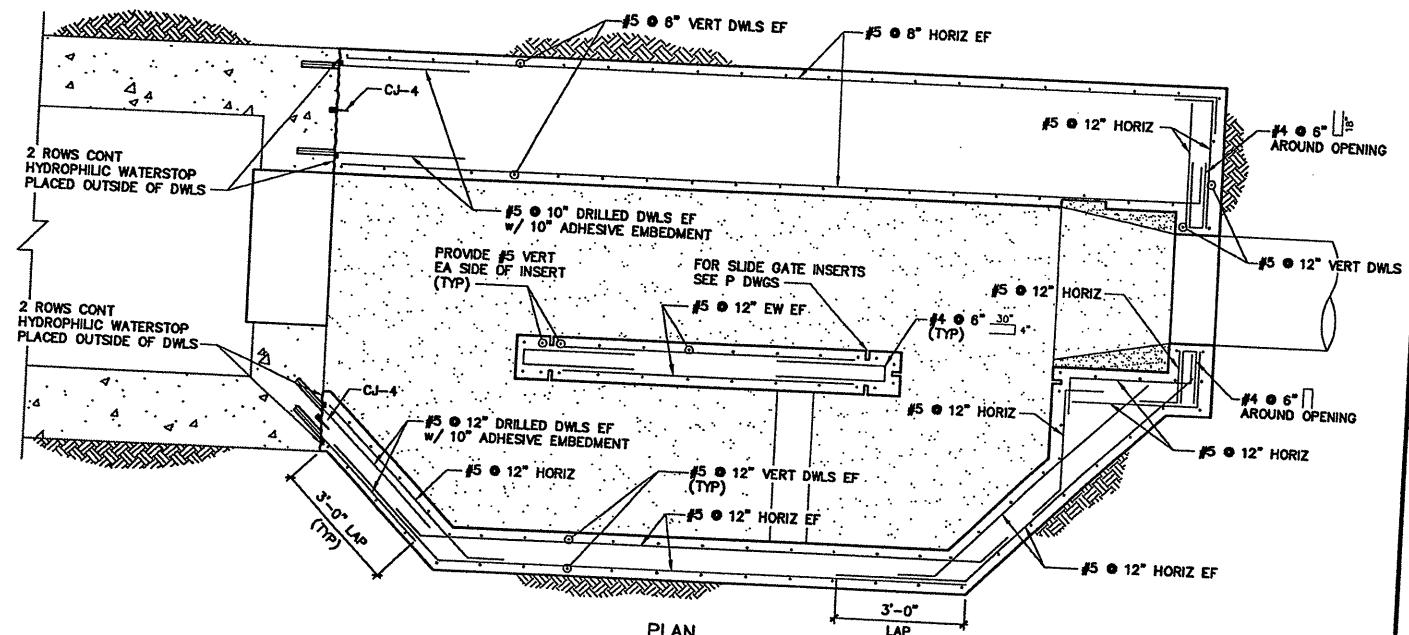 #5 @ 6" VERT DWLS EF
#5 @ 8" HORIZ EF
CJ-4
#5 @ 12" HORIZ
#4 @ 6" 18"
AROUND OPENING
2 ROWS CONT
HYDROPHILIC WATERSTOP
PLACED OUTSIDE OF DWLS
#5 @ 10" DRILLED DWLS EF
w/ 10" ADHESIVE EMBEDMENT
PROVIDE #5 VERT
EA SIDE OF INSERT
(TYP)
FOR SLIDE GATE INSERTS
SEE P DWGS
#5 @ 12" VERT DWLS
#5 @ 12" HORIZ
#5 @ 12" EW EF
#4 @ 6" 30" 4"
(TYP)
2 ROWS CONT
HYDROPHILIC WATERSTOP
PLACED OUTSIDE OF DWLS
CJ-4
#5 @ 12" DRILLED DWLS EF
w/ 10" ADHESIVE EMBEDMENT
#5 @ 12" HORIZ
#4 @ 6"
AROUND OPENING
#5 @ 12" HORIZ
#5 @ 12" HORIZ
#5 @ 12" VERT DWLS EF
(TYP)
#5 @ 12" HORIZ EF
3'-0" LAP
(TYP)
#5 @ 12" HORIZ EF
3'-0"
LAP
PLAN